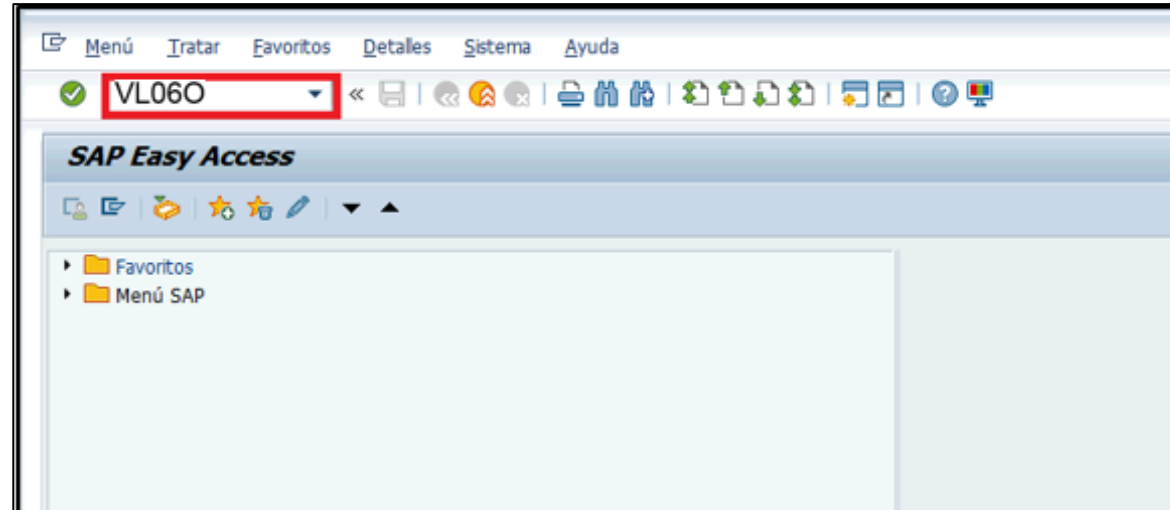 Menú Tratar Favoritos Detalles Sistema Ayuda
VL06O
SAP Easy Access
Favoritos
Menú SAP